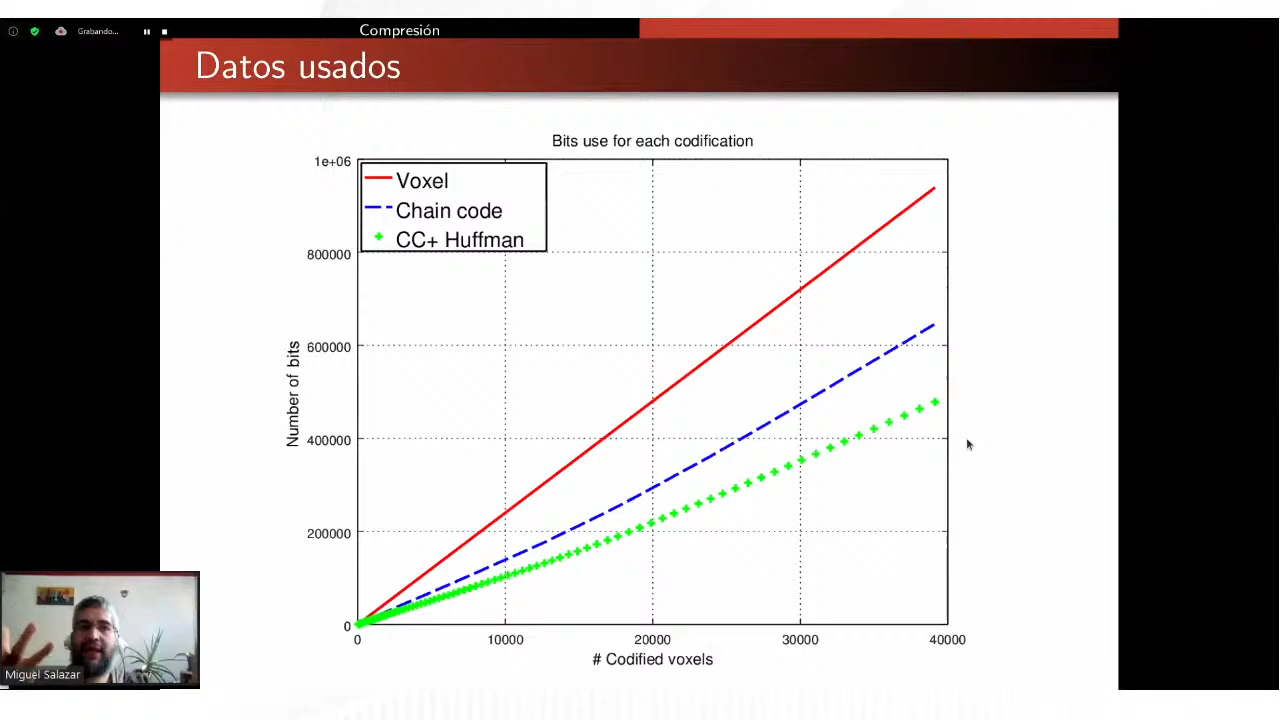 Grabando...
Compresión
Datos usados
Bits use for each codification
1e+06
800000
600000
400000
200000
0
Number of bits
Voxel
Chain code
CC+ Huffman
0
10000
20000
30000
40000
# Codified voxels
Miguel Salazar